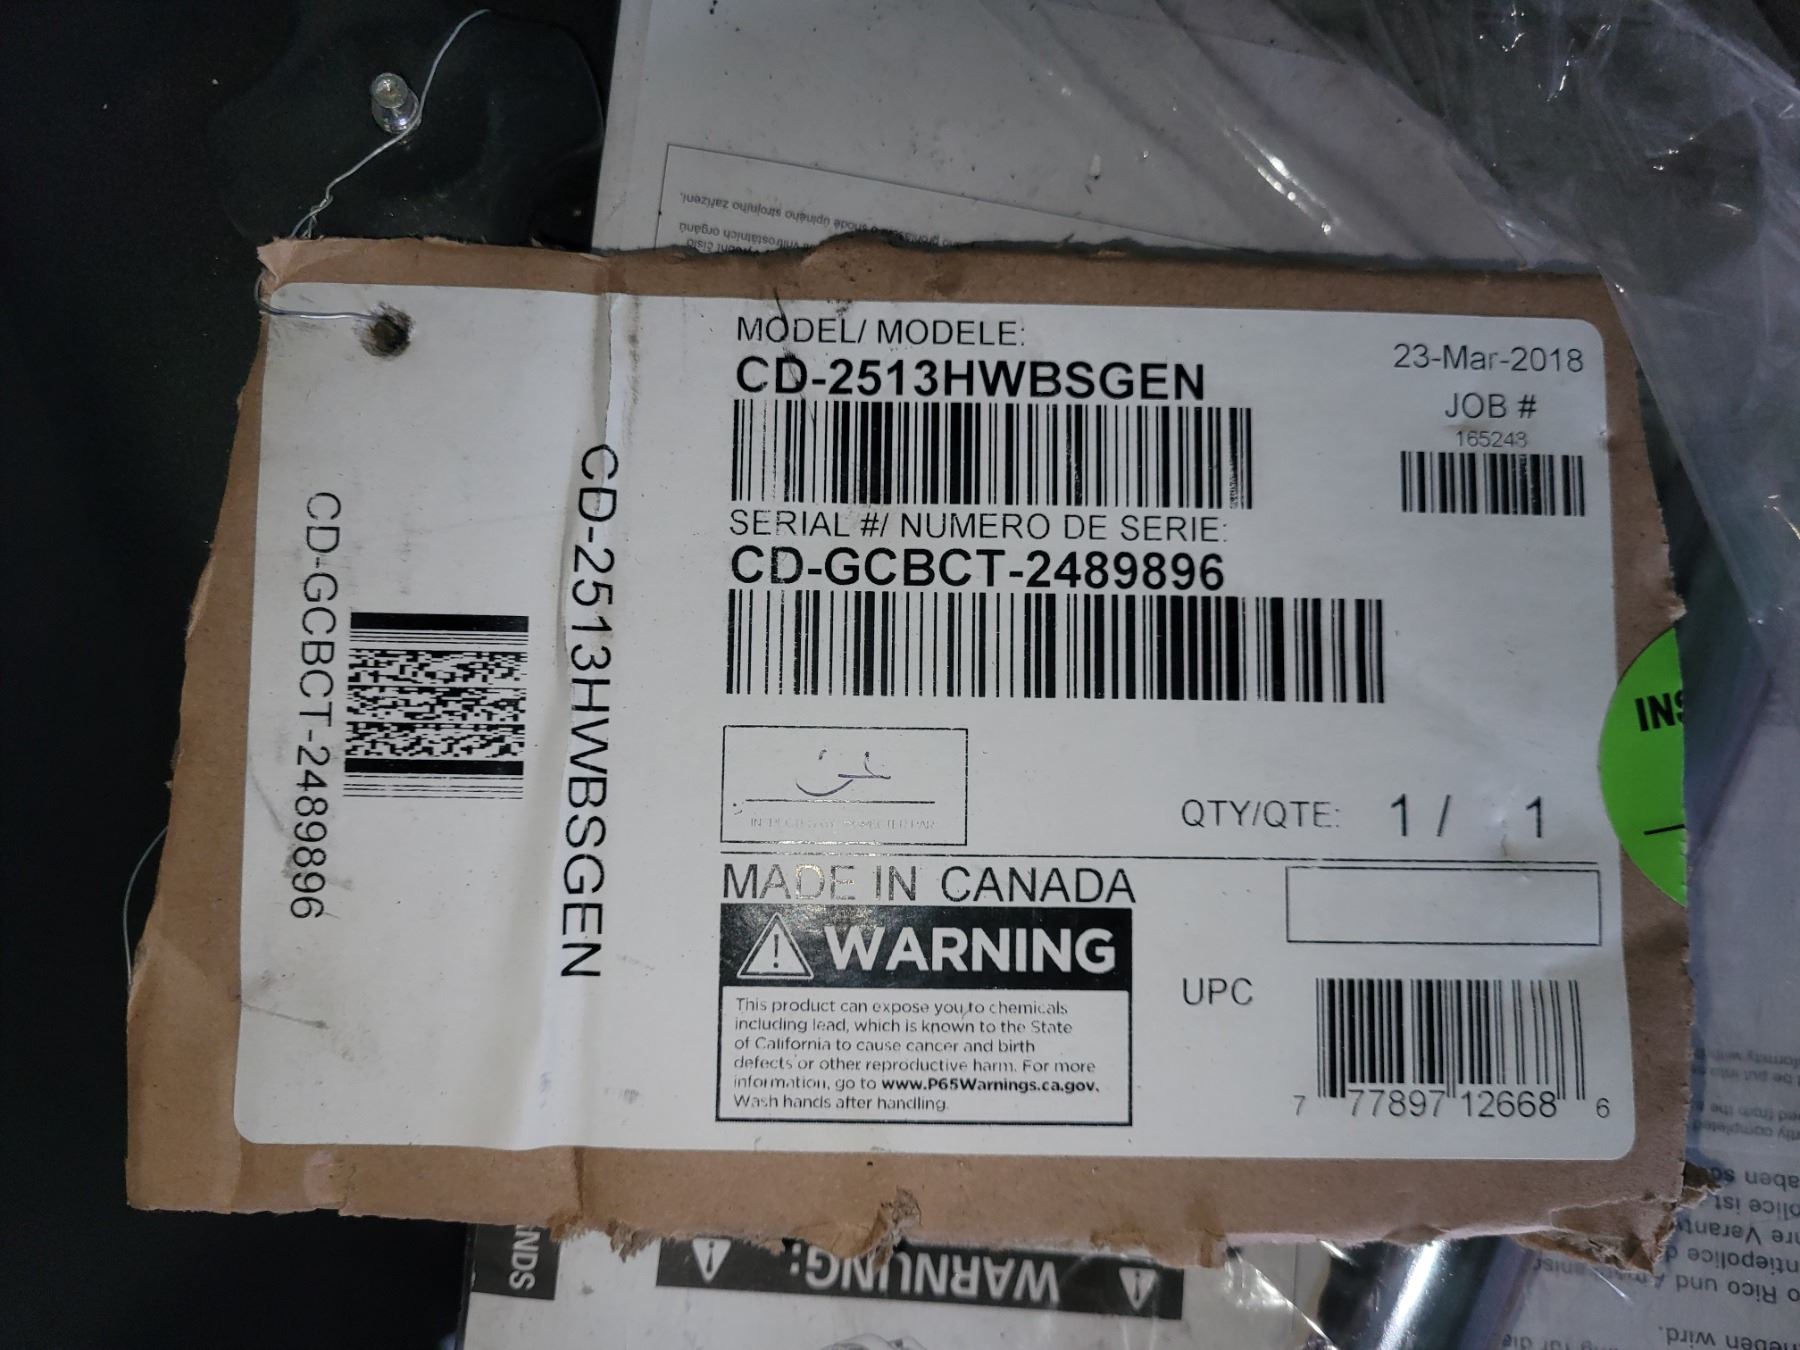 MODEL/ MODELE:
CD-2513HWBSGEN
23-Mar-2018
JOB #
165243
SERIAL #/ NUMERO DE SERIE:
CD-GCBCT-2489896
CD-2513HWBSGEN
CD-GCBCT-2489896
QTY/QTE: 1 / 1
MADE IN CANADA
WARNING
This product can expose you to chemicals
including lead, which is known to the State
of California to cause cancer and birth
defects or other reproductive harm. For more
information, go to www.P65Warnings.ca.gov.
Wash hands after handling.
UPC
7 77897 12668 6
WARNUNG: